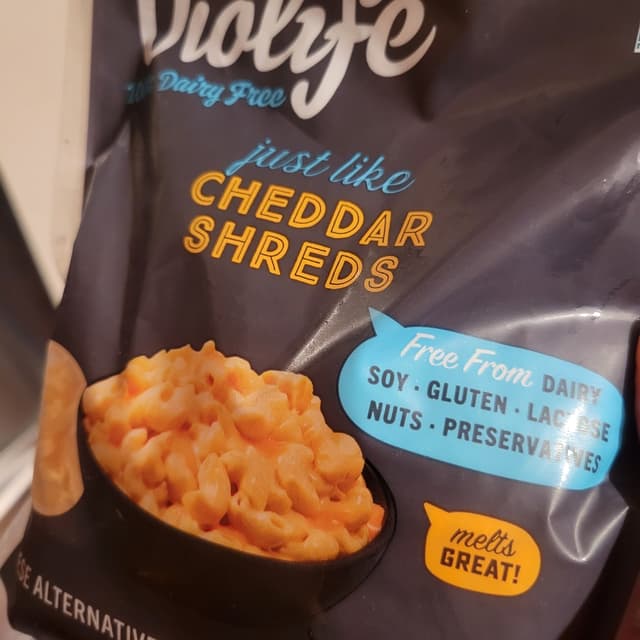 Violife
Dairy Free
just like
CHEDDAR
SHREDS
Free From DAIRY
SOY · GLUTEN · LACTOSE
NUTS · PRESERVATIVES
melts
GREAT!
ALTERNATIVE